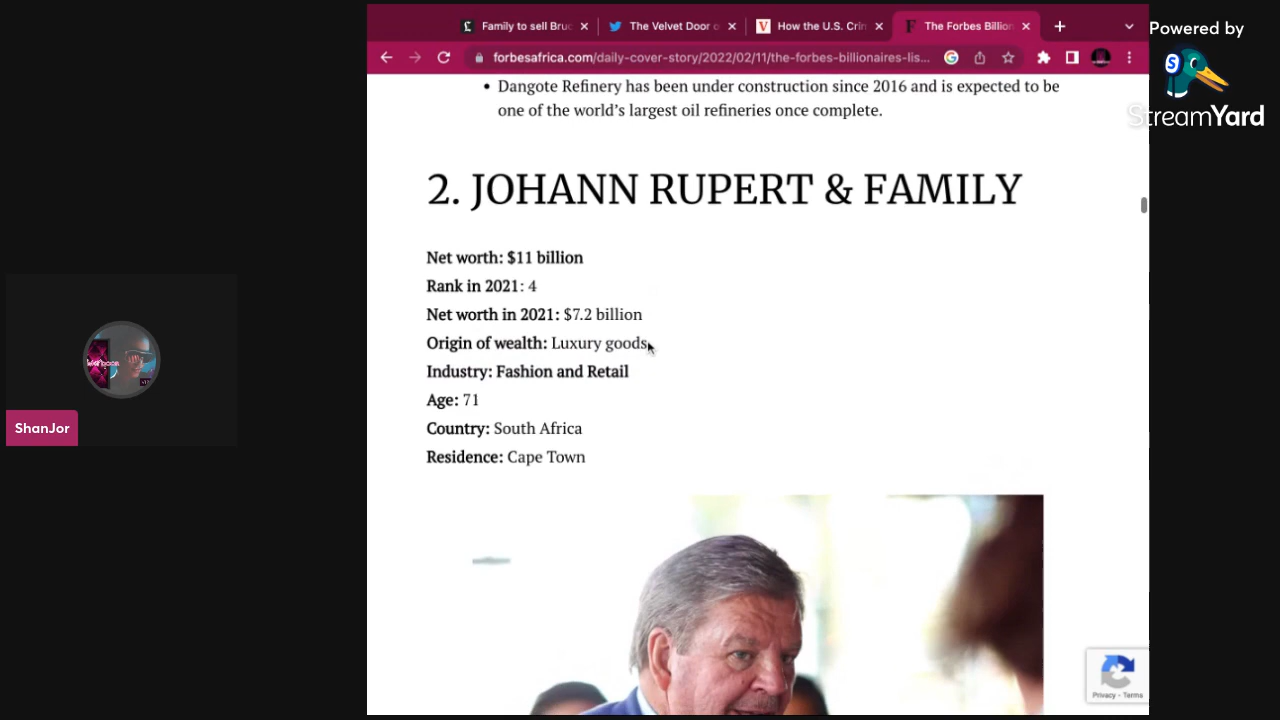 Family to sell Bruc
The Velvet Door o
How the U.S. Crim
The Forbes Billion
Powered by
forbesafrica.com/daily-cover-story/2022/02/11/the-forbes-billionaires-lis...
StreamYard
• Dangote Refinery has been under construction since 2016 and is expected to be
one of the world’s largest oil refineries once complete.
2. JOHANN RUPERT & FAMILY
Net worth: $11 billion
Rank in 2021: 4
Net worth in 2021: $7.2 billion
Origin of wealth: Luxury goods
Industry: Fashion and Retail
Age: 71
Country: South Africa
Residence: Cape Town
ShanJor
Privacy - Terms